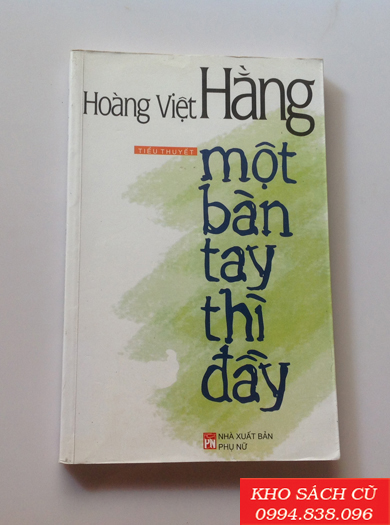 Hoàng Việt Hằng
TIỂU THUYẾT
một
bàn
tay
thì
đầy
PN
NHÀ XUẤT BẢN
PHỤ NỮ
KHO SÁCH CŨ
0994.838.096